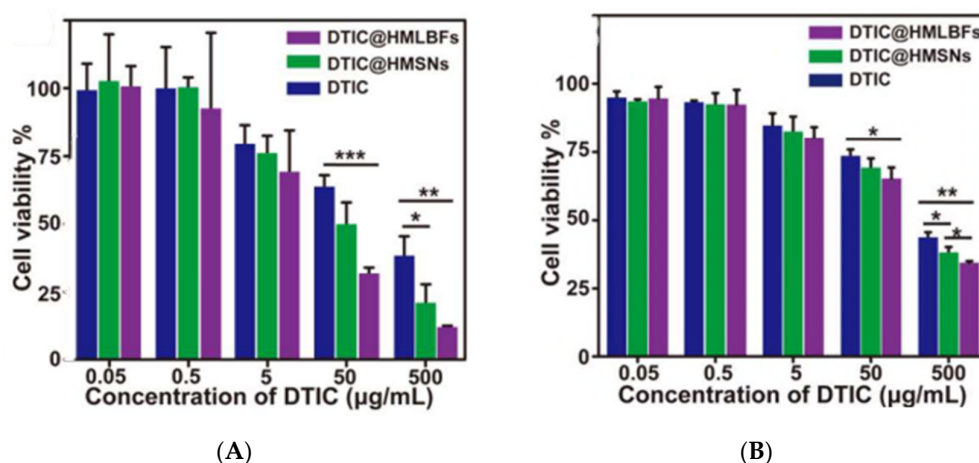 DTIC@HMLBFs
DTIC@HMSNs
DTIC
Cell viability %
100
75
50
25
0
***
**
*
0.05 0.5 5 50 500
Concentration of DTIC (µg/mL)
(A)
DTIC@HMLBFs
DTIC@HMSNs
DTIC
Cell viability %
100
75
50
25
0
*
**
* *
0.05 0.5 5 50 500
Concentration of DTIC (µg/mL)
(B)